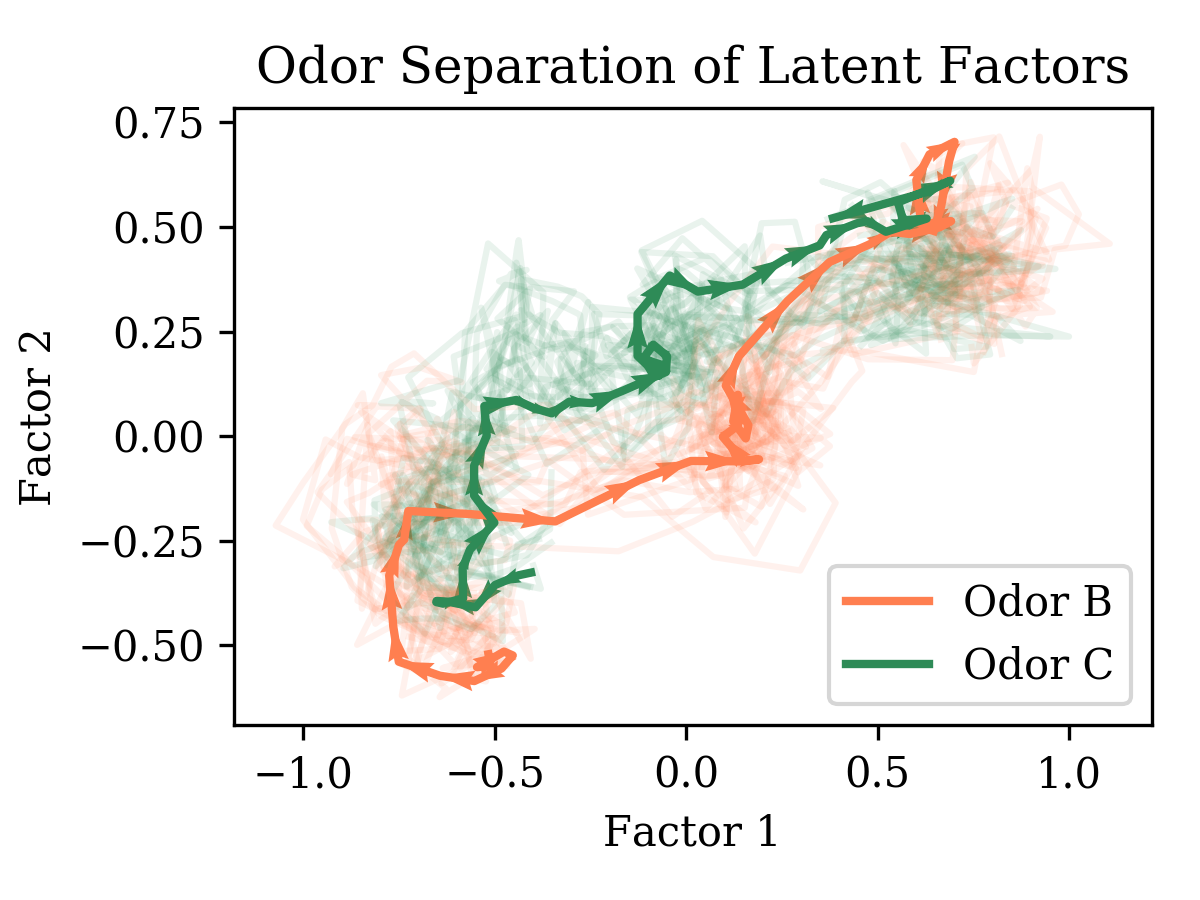 Odor Separation of Latent Factors
0.75
0.50
0.25
0.00
−0.25
−0.50
Factor 2
−1.0 −0.5 0.0 0.5 1.0
Factor 1
Odor B
Odor C